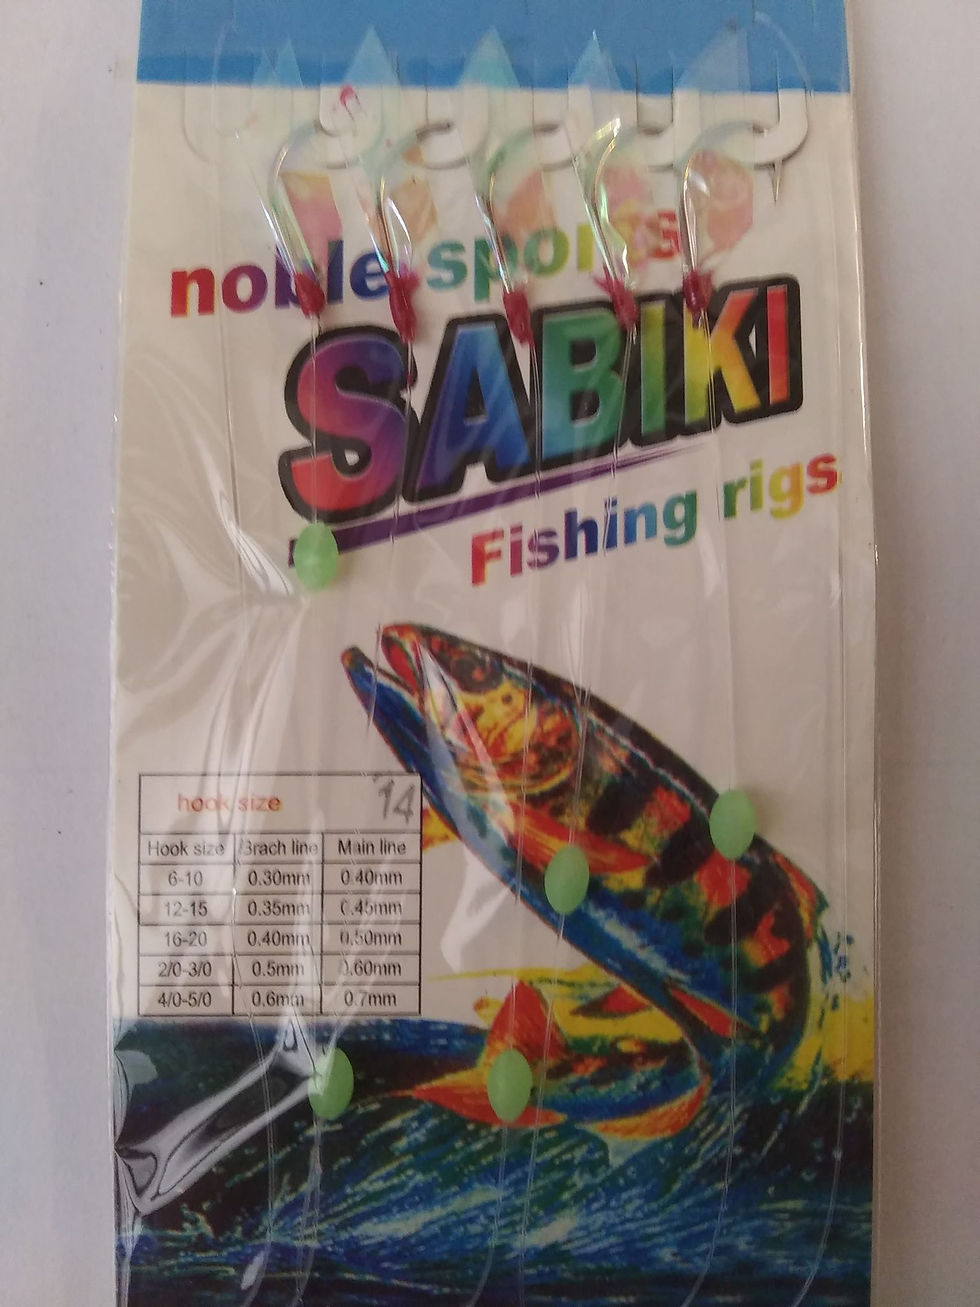 noble sports
SABIKI
Fishing rigs
hook size 14
Hook size Brach line Main line
6-10 0.30mm 0.40mm
12-15 0.35mm 0.45mm
16-20 0.40mm 0.50mm
2/0-3/0 0.5mm 0.60mm
4/0-5/0 0.6mm 0.7mm